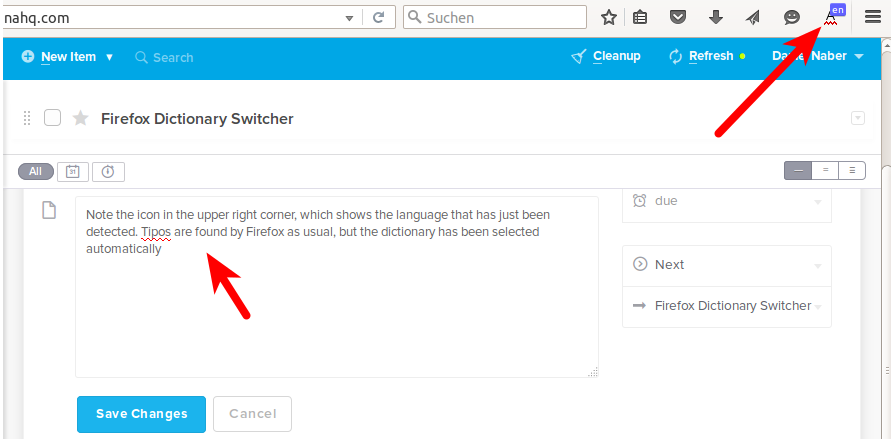 nahq.com
Suchen
A en
New Item
Search
Cleanup
Refresh
Naber
Firefox Dictionary Switcher
All
31
Note the icon in the upper right corner, which shows the language that has just been
detected. Tipos are found by Firefox as usual, but the dictionary has been selected
automatically
due
Next
Firefox Dictionary Switcher
Save Changes
Cancel